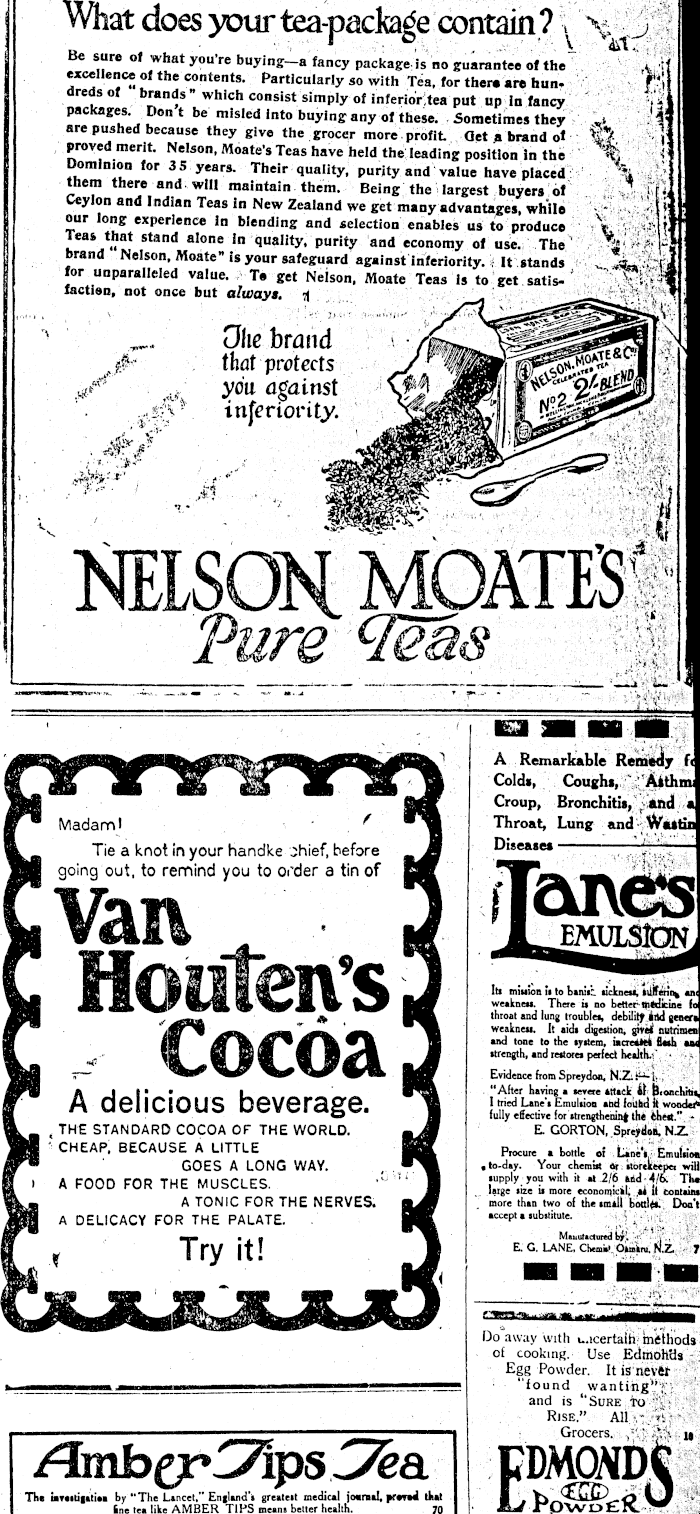 What does your tea-package contain?
Be sure of what you're buying—a fancy package is no guarantee of the
excellence of the contents. Particularly so with Tea, for there are hun-
dreds of "brands" which consist simply of inferior tea put up in fancy
packages. Don't be misled into buying any of these. Sometimes they
are pushed because they give the grocer more profit. Get a brand of
proved merit. Nelson, Moate's Teas have held the leading position in the
Dominion for 35 years. Their quality, purity and value have placed
them there and will maintain them. Being the largest buyers of
Ceylon and Indian Teas in New Zealand we get many advantages, while
our long experience in blending and selection enables us to produce
Teas that stand alone in quality, purity and economy of use. The
brand "Nelson, Moate" is your safeguard against inferiority. It stands
for unparalleled value. To get Nelson, Moate Teas is to get satis-
faction, not once but always.
The brand
that protects
you against
inferiority.
NELSON, MOATE & Co
CELEBRATED TEA
No 2 2/- BLEND
NELSON MOATE'S
Pure Teas
Madam!
Tie a knot in your handke chief, before
going out, to remind you to order a tin of
Van
Houten's
Cocoa
A delicious beverage.
THE STANDARD COCOA OF THE WORLD.
CHEAP, BECAUSE A LITTLE
GOES A LONG WAY.
A FOOD FOR THE MUSCLES.
A TONIC FOR THE NERVES.
A DELICACY FOR THE PALATE.
Try it!
Amber Tips Tea
The investigation by "The Lancet," England's greatest medical journal, proved that
fine tea like AMBER TIPS means better health. 70
A Remarkable Remedy fo
Colds, Coughs, Asthma
Croup, Bronchitis, and a
Throat, Lung and Wastin
Diseases
Lane's
EMULSION
Its mission is to banish sickness, suffering and
weakness. There is no better medicine fo
throat and lung troubles, debility and genera
weakness. It aids digestion, gives nutrimen
and tone to the system, increases flesh and
strength, and restores perfect health.
Evidence from Spreydon, N.Z.:—
"After having a severe attack of Bronchitis,
I tried Lane's Emulsion and found it wonder-
fully effective for strengthening the chest."
E. GORTON, Spreydon, N.Z.
Procure a bottle of Lane's Emulsion
to-day. Your chemist or storekeeper will
supply you with it at 2/6 and 4/6. The
large size is more economical, as it contains
more than two of the small bottles. Don't
accept a substitute.
Manufactured by
E. G. LANE, Chemist, Oamaru, N.Z. 7
Do away with uncertain methods
of cooking. Use Edmonds
Egg Powder. It is never
"found wanting"
and is "SURE TO
RISE." All
Grocers. 10
EDMONDS
EGG
POWDER